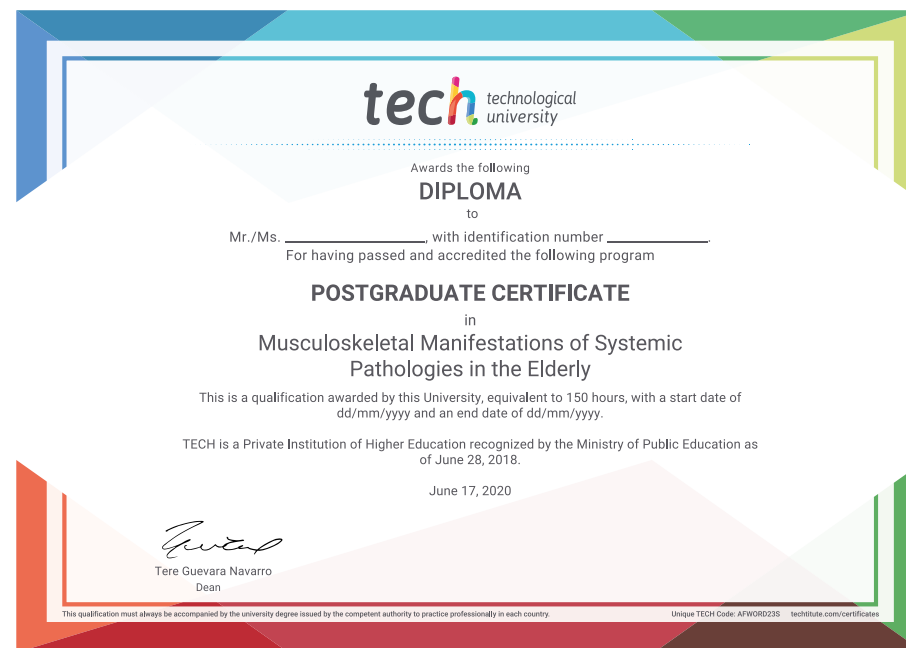 tech technological
university
Awards the following
DIPLOMA
to
Mr./Ms. ____________, with identification number ____________.
For having passed and accredited the following program
POSTGRADUATE CERTIFICATE
in
Musculoskeletal Manifestations of Systemic
Pathologies in the Elderly
This is a qualification awarded by this University, equivalent to 150 hours, with a start date of
dd/mm/yyyy and an end date of dd/mm/yyyy.
TECH is a Private Institution of Higher Education recognized by the Ministry of Public Education as
of June 28, 2018.
June 17, 2020
Tere Guevara Navarro
Dean
This qualification must always be accompanied by the university degree issued by the competent authority to practice professionally in each country. Unique TECH Code: AFWORD23S techtitute.com/certificates